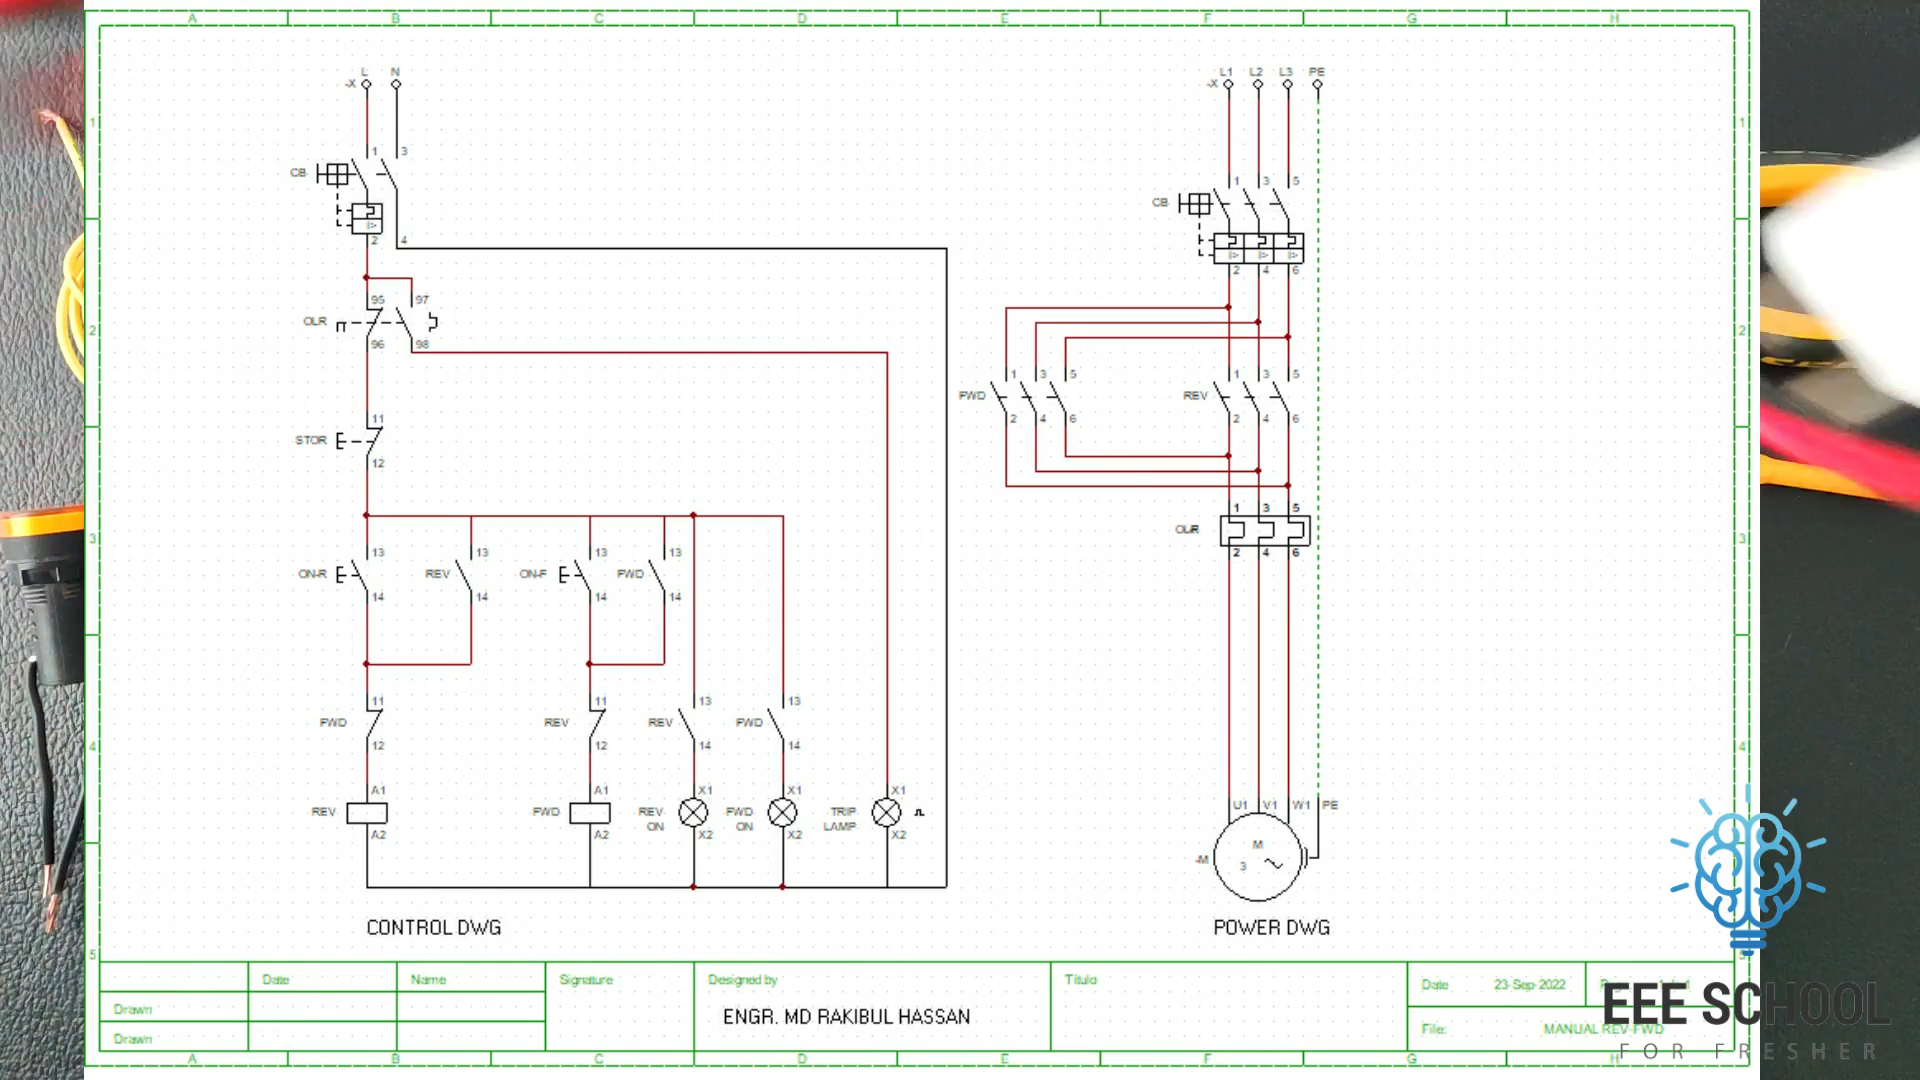 A B C D E F G H
L N
-X
L1 L2 L3 PE
-X
1
1
1 3
CB
2 4
1 3 5
CB
2 4 6
95 97
OLR
96 98
2
2
1 3 5
FWD
2 4 6
1 3 5
REV
2 4 6
11
STOR
12
1 3 5
OLR
2 4 6
3
3
13 13 13 13
ON-R REV ON-F FWD
14 14 14 14
11 11 13 13
FWD REV REV FWD
12 12 14 14
4
4
A1 A1 X1 X1 X1
REV FWD REV ON FWD ON TRIP LAMP
A2 A2 X2 X2 X2
U1 V1 W1 PE
-M
M
3
CONTROL DWG
POWER DWG
5
Date Name Signature Designed by Título
Date 23-Sep-2022
Drawn
ENGR. MD RAKIBUL HASSAN
EEE SCHOOL
File: MANUAL REV-FWD
Drawn
FOR FRESHER
A B C D E F G H